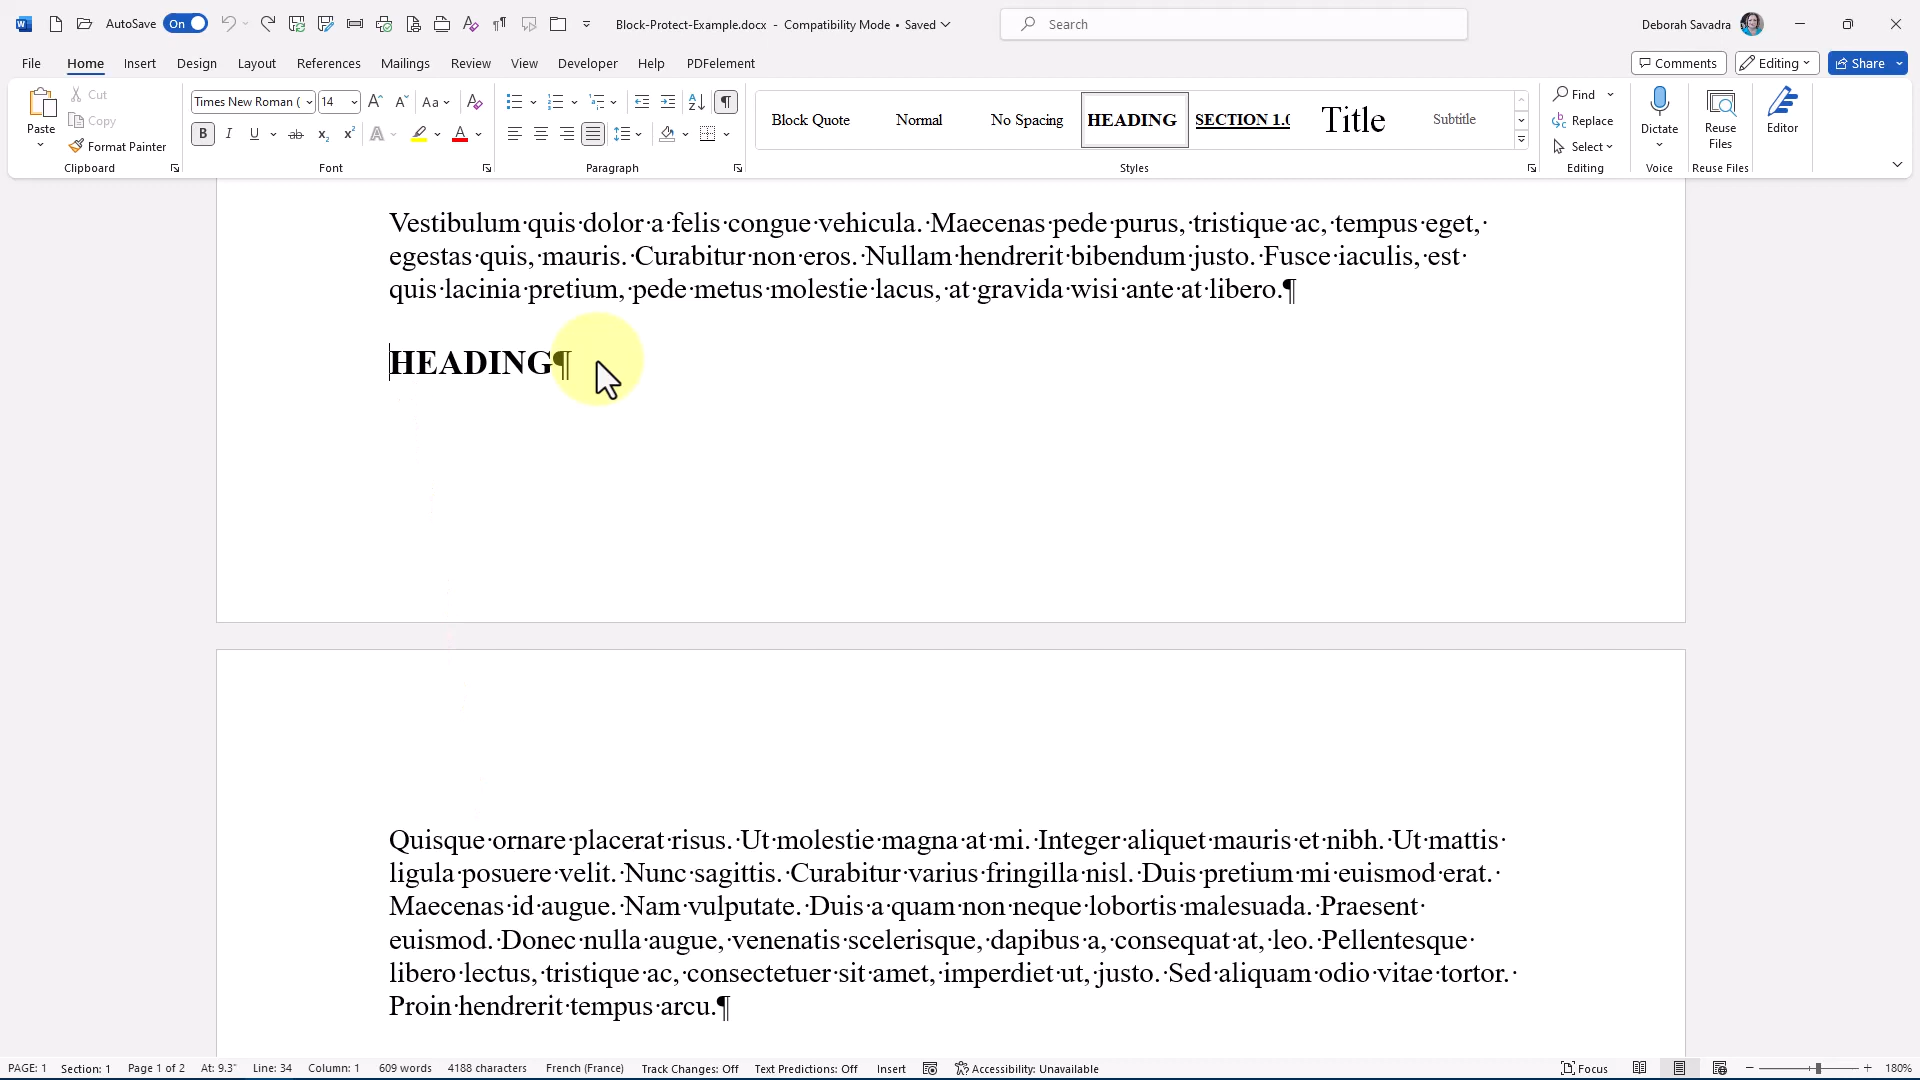 AutoSave On Block-Protect-Example.docx - Compatibility Mode • Saved Search Deborah Savadra
File Home Insert Design Layout References Mailings Review View Developer Help PDFelement Comments Editing Share
Paste Cut Copy Format Painter Clipboard
Times New Roman ( 14 Aa B I U ab x₂ x² A A Font
Paragraph
Block Quote Normal No Spacing HEADING SECTION 1.0 Title Subtitle Styles
Find Replace Select Editing
Dictate Voice
Reuse Files Reuse Files
Editor
Vestibulum·quis·dolor·a·felis·congue·vehicula.·Maecenas·pede·purus,·tristique·ac,·tempus·eget,·
egestas·quis,·mauris.·Curabitur·non·eros.·Nullam·hendrerit·bibendum·justo.·Fusce·iaculis,·est·
quis·lacinia·pretium,·pede·metus·molestie·lacus,·at·gravida·wisi·ante·at·libero.¶
HEADING¶
Quisque·ornare·placerat·risus.·Ut·molestie·magna·at·mi.·Integer·aliquet·mauris·et·nibh.·Ut·mattis·
ligula·posuere·velit.·Nunc·sagittis.·Curabitur·varius·fringilla·nisl.·Duis·pretium·mi·euismod·erat.·
Maecenas·id·augue.·Nam·vulputate.·Duis·a·quam·non·neque·lobortis·malesuada.·Praesent·
euismod.·Donec·nulla·augue,·venenatis·scelerisque,·dapibus·a,·consequat·at,·leo.·Pellentesque·
libero·lectus,·tristique·ac,·consectetuer·sit·amet,·imperdiet·ut,·justo.·Sed·aliquam·odio·vitae·tortor.·
Proin·hendrerit·tempus·arcu.¶
PAGE: 1 Section: 1 Page 1 of 2 At: 9.3" Line: 34 Column: 1 609 words 4188 characters French (France) Track Changes: Off Text Predictions: Off Insert Accessibility: Unavailable Focus 180%